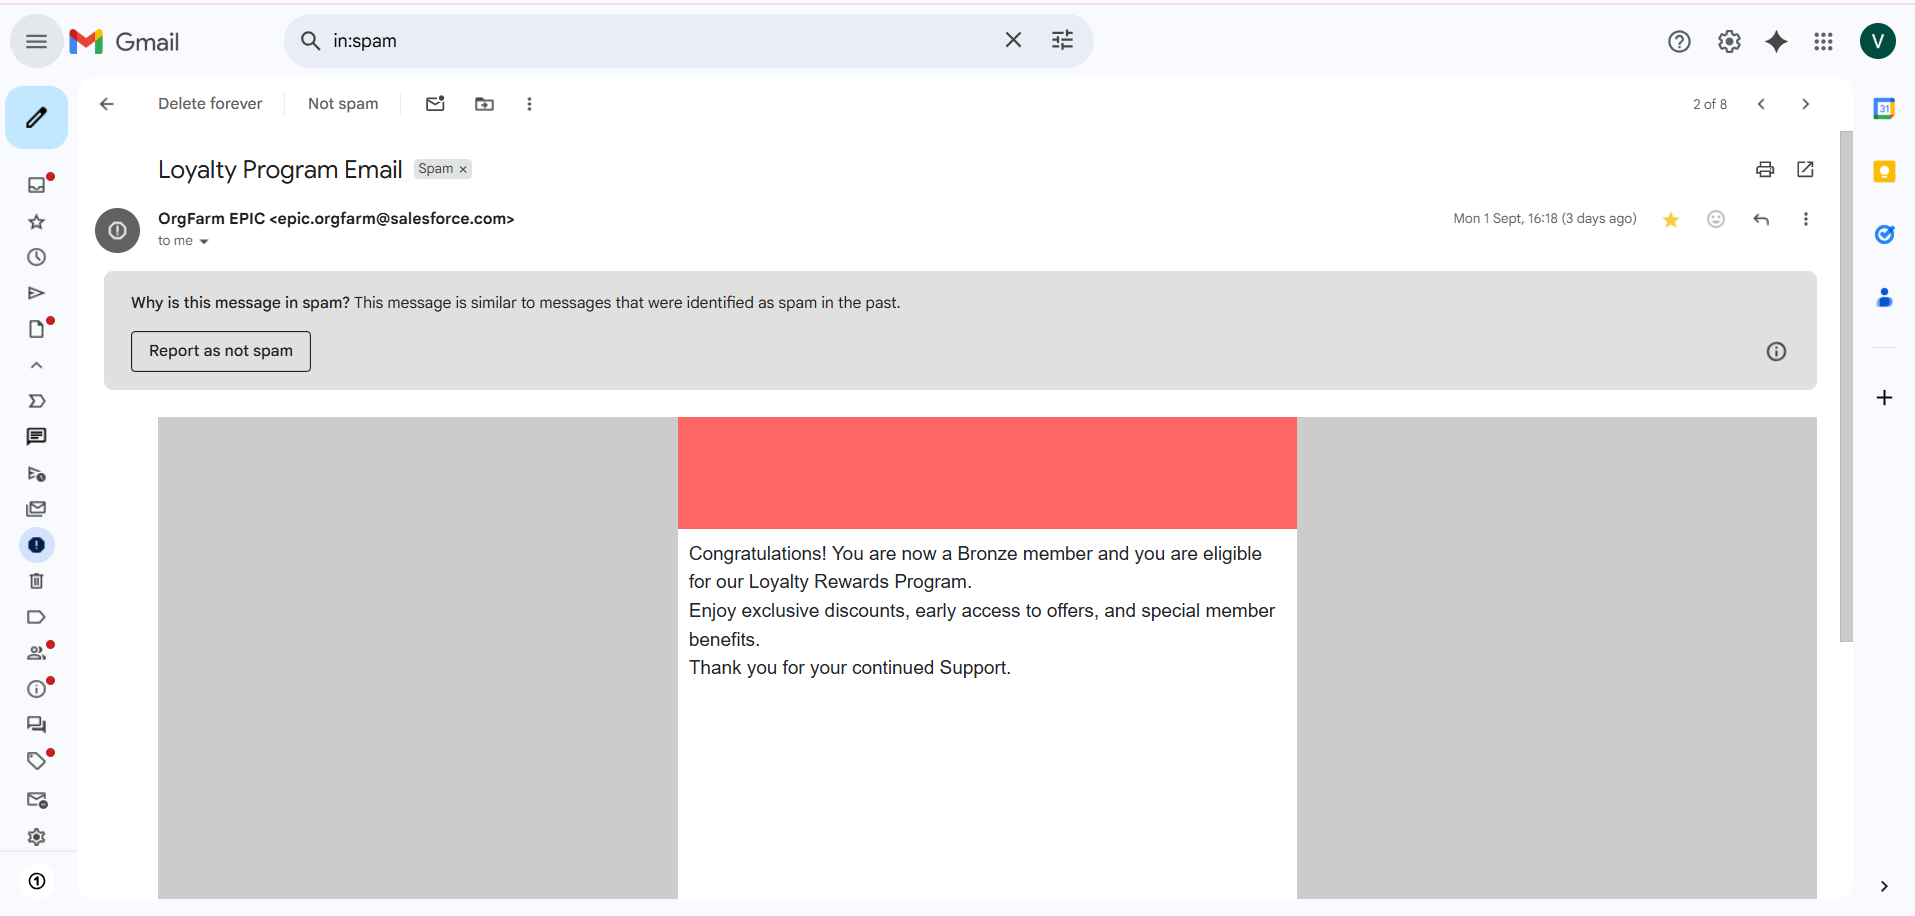 Gmail
in:spam
V
Delete forever
Not spam
2 of 8
31
Loyalty Program Email
Spam ×
OrgFarm EPIC <epic.orgfarm@salesforce.com>
Mon 1 Sept, 16:18 (3 days ago)
to me
Why is this message in spam? This message is similar to messages that were identified as spam in the past.
Report as not spam
Congratulations! You are now a Bronze member and you are eligible
for our Loyalty Rewards Program.
Enjoy exclusive discounts, early access to offers, and special member
benefits.
Thank you for your continued Support.
1